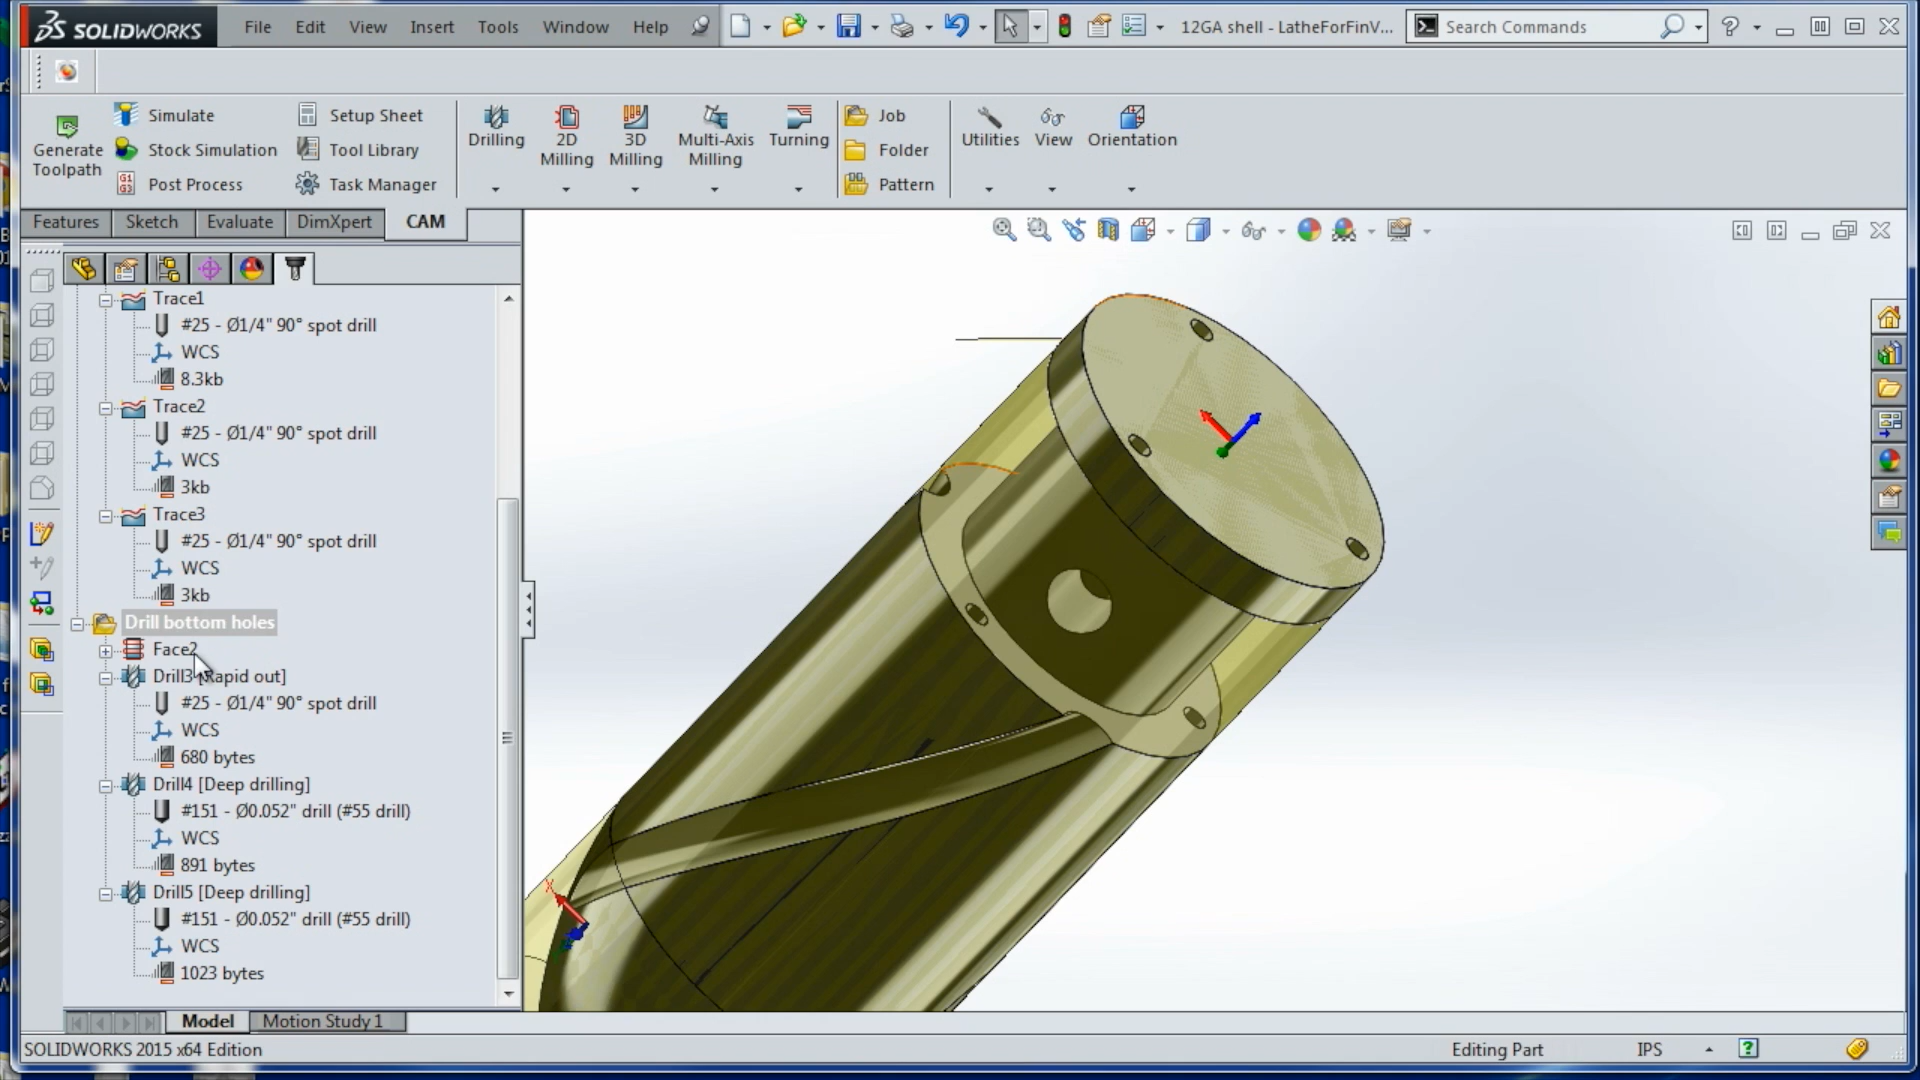 SOLIDWORKS File Edit View Insert Tools Window Help 12GA shell - LatheForFinV... Search Commands
Generate Toolpath
Simulate
Stock Simulation
Post Process
Setup Sheet
Tool Library
Task Manager
Drilling
2D Milling
3D Milling
Multi-Axis Milling
Turning
Job
Folder
Pattern
Utilities
View
Orientation
Features Sketch Evaluate DimXpert CAM
Trace1
#25 - Ø1/4" 90° spot drill
WCS
8.3kb
Trace2
#25 - Ø1/4" 90° spot drill
WCS
3kb
Trace3
#25 - Ø1/4" 90° spot drill
WCS
3kb
Drill bottom holes
Face2
Drill3 [Rapid out]
#25 - Ø1/4" 90° spot drill
WCS
680 bytes
Drill4 [Deep drilling]
#151 - Ø0.052" drill (#55 drill)
WCS
891 bytes
Drill5 [Deep drilling]
#151 - Ø0.052" drill (#55 drill)
WCS
1023 bytes
X
Model Motion Study 1
SOLIDWORKS 2015 x64 Edition Editing Part IPS